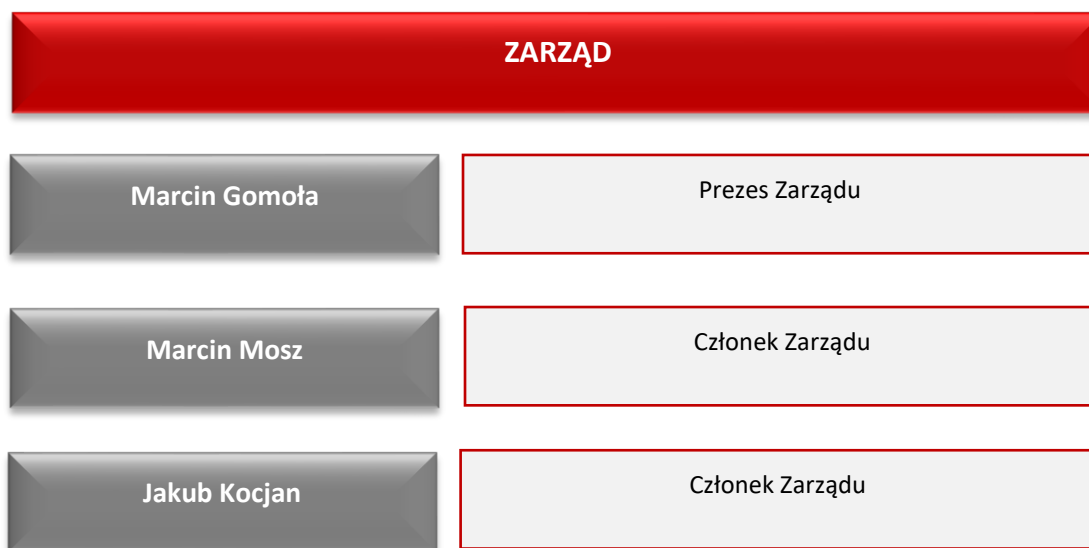 ZARZĄD
Marcin Gomoła
Prezes Zarządu
Marcin Mosz
Członek Zarządu
Jakub Kocjan
Członek Zarządu